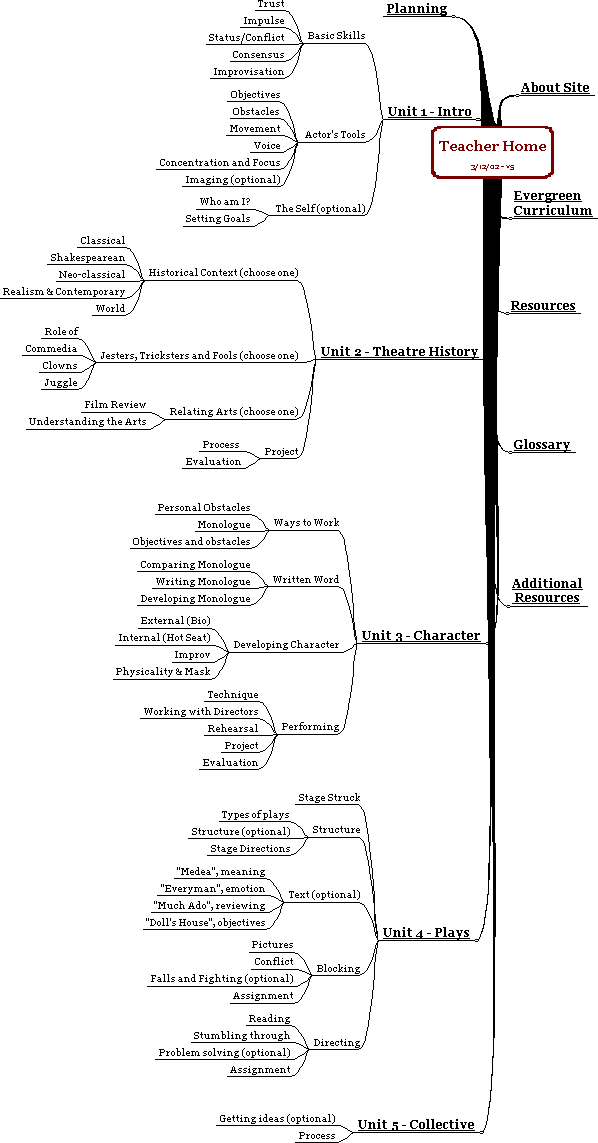 Teacher Home
3/12/02 - v5
Planning
Unit 1 - Intro
Basic Skills
Trust
Impulse
Status/Conflict
Consensus
Improvisation
Actor's Tools
Objectives
Obstacles
Movement
Voice
Concentration and Focus
Imaging (optional)
The Self (optional)
Who am I?
Setting Goals
Unit 2 - Theatre History
Historical Context (choose one)
Classical
Shakespearean
Neo-classical
Realism & Contemporary
World
Jesters, Tricksters and Fools (choose one)
Role of
Commedia
Clowns
Juggle
Relating Arts (choose one)
Film Review
Understanding the Arts
Project
Process
Evaluation
Unit 3 - Character
Ways to Work
Personal Obstacles
Monologue
Objectives and obstacles
Written Word
Comparing Monologue
Writing Monologue
Developing Monologue
Developing Character
External (Bio)
Internal (Hot Seat)
Improv
Physicality & Mask
Performing
Technique
Working with Directors
Rehearsal
Project
Evaluation
Unit 4 - Plays
Stage Struck
Structure
Types of plays
Structure (optional)
Stage Directions
Text (optional)
"Medea", meaning
"Everyman", emotion
"Much Ado", reviewing
"Doll's House", objectives
Blocking
Pictures
Conflict
Falls and Fighting (optional)
Assignment
Directing
Reading
Stumbling through
Problem solving (optional)
Assignment
Unit 5 - Collective
Getting ideas (optional)
Process
About Site
Evergreen
Curriculum
Resources
Glossary
Additional
Resources